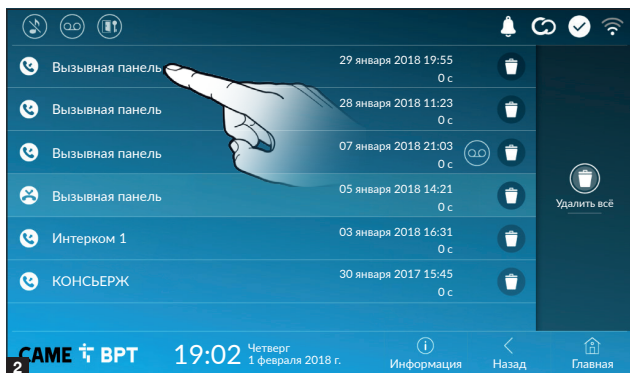 Вызывная панель
29 января 2018 19:55
0 с
Вызывная панель
28 января 2018 11:23
0 с
Вызывная панель
07 января 2018 21:03
0 с
Вызывная панель
05 января 2018 14:21
0 с
Интерком 1
03 января 2018 16:31
0 с
КОНСЬЕРЖ
30 января 2017 15:45
0 с
Удалить всё
CAME BPT
19:02
Четверг
1 февраля 2018 г.
Информация
Назад
Главная
2